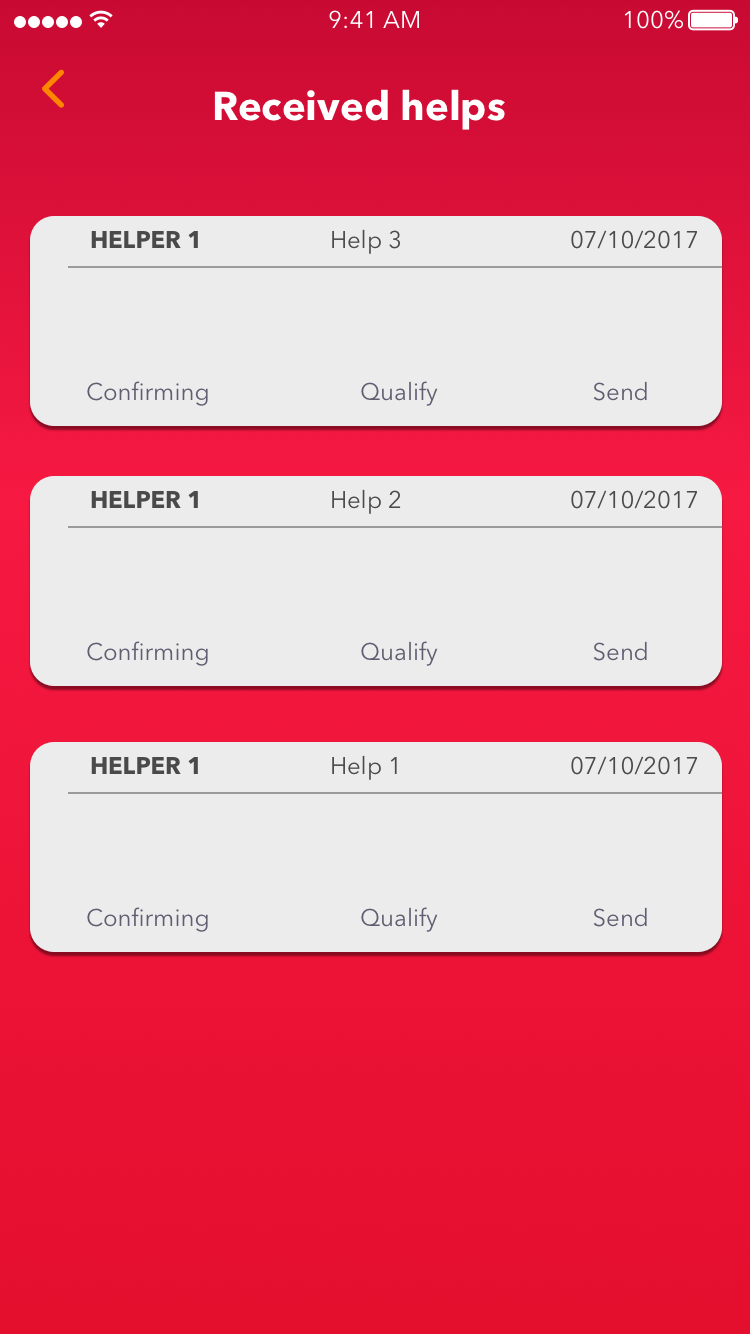 9:41 AM 100%
Received helps
HELPER 1 Help 3 07/10/2017
Confirming Qualify Send
HELPER 1 Help 2 07/10/2017
Confirming Qualify Send
HELPER 1 Help 1 07/10/2017
Confirming Qualify Send